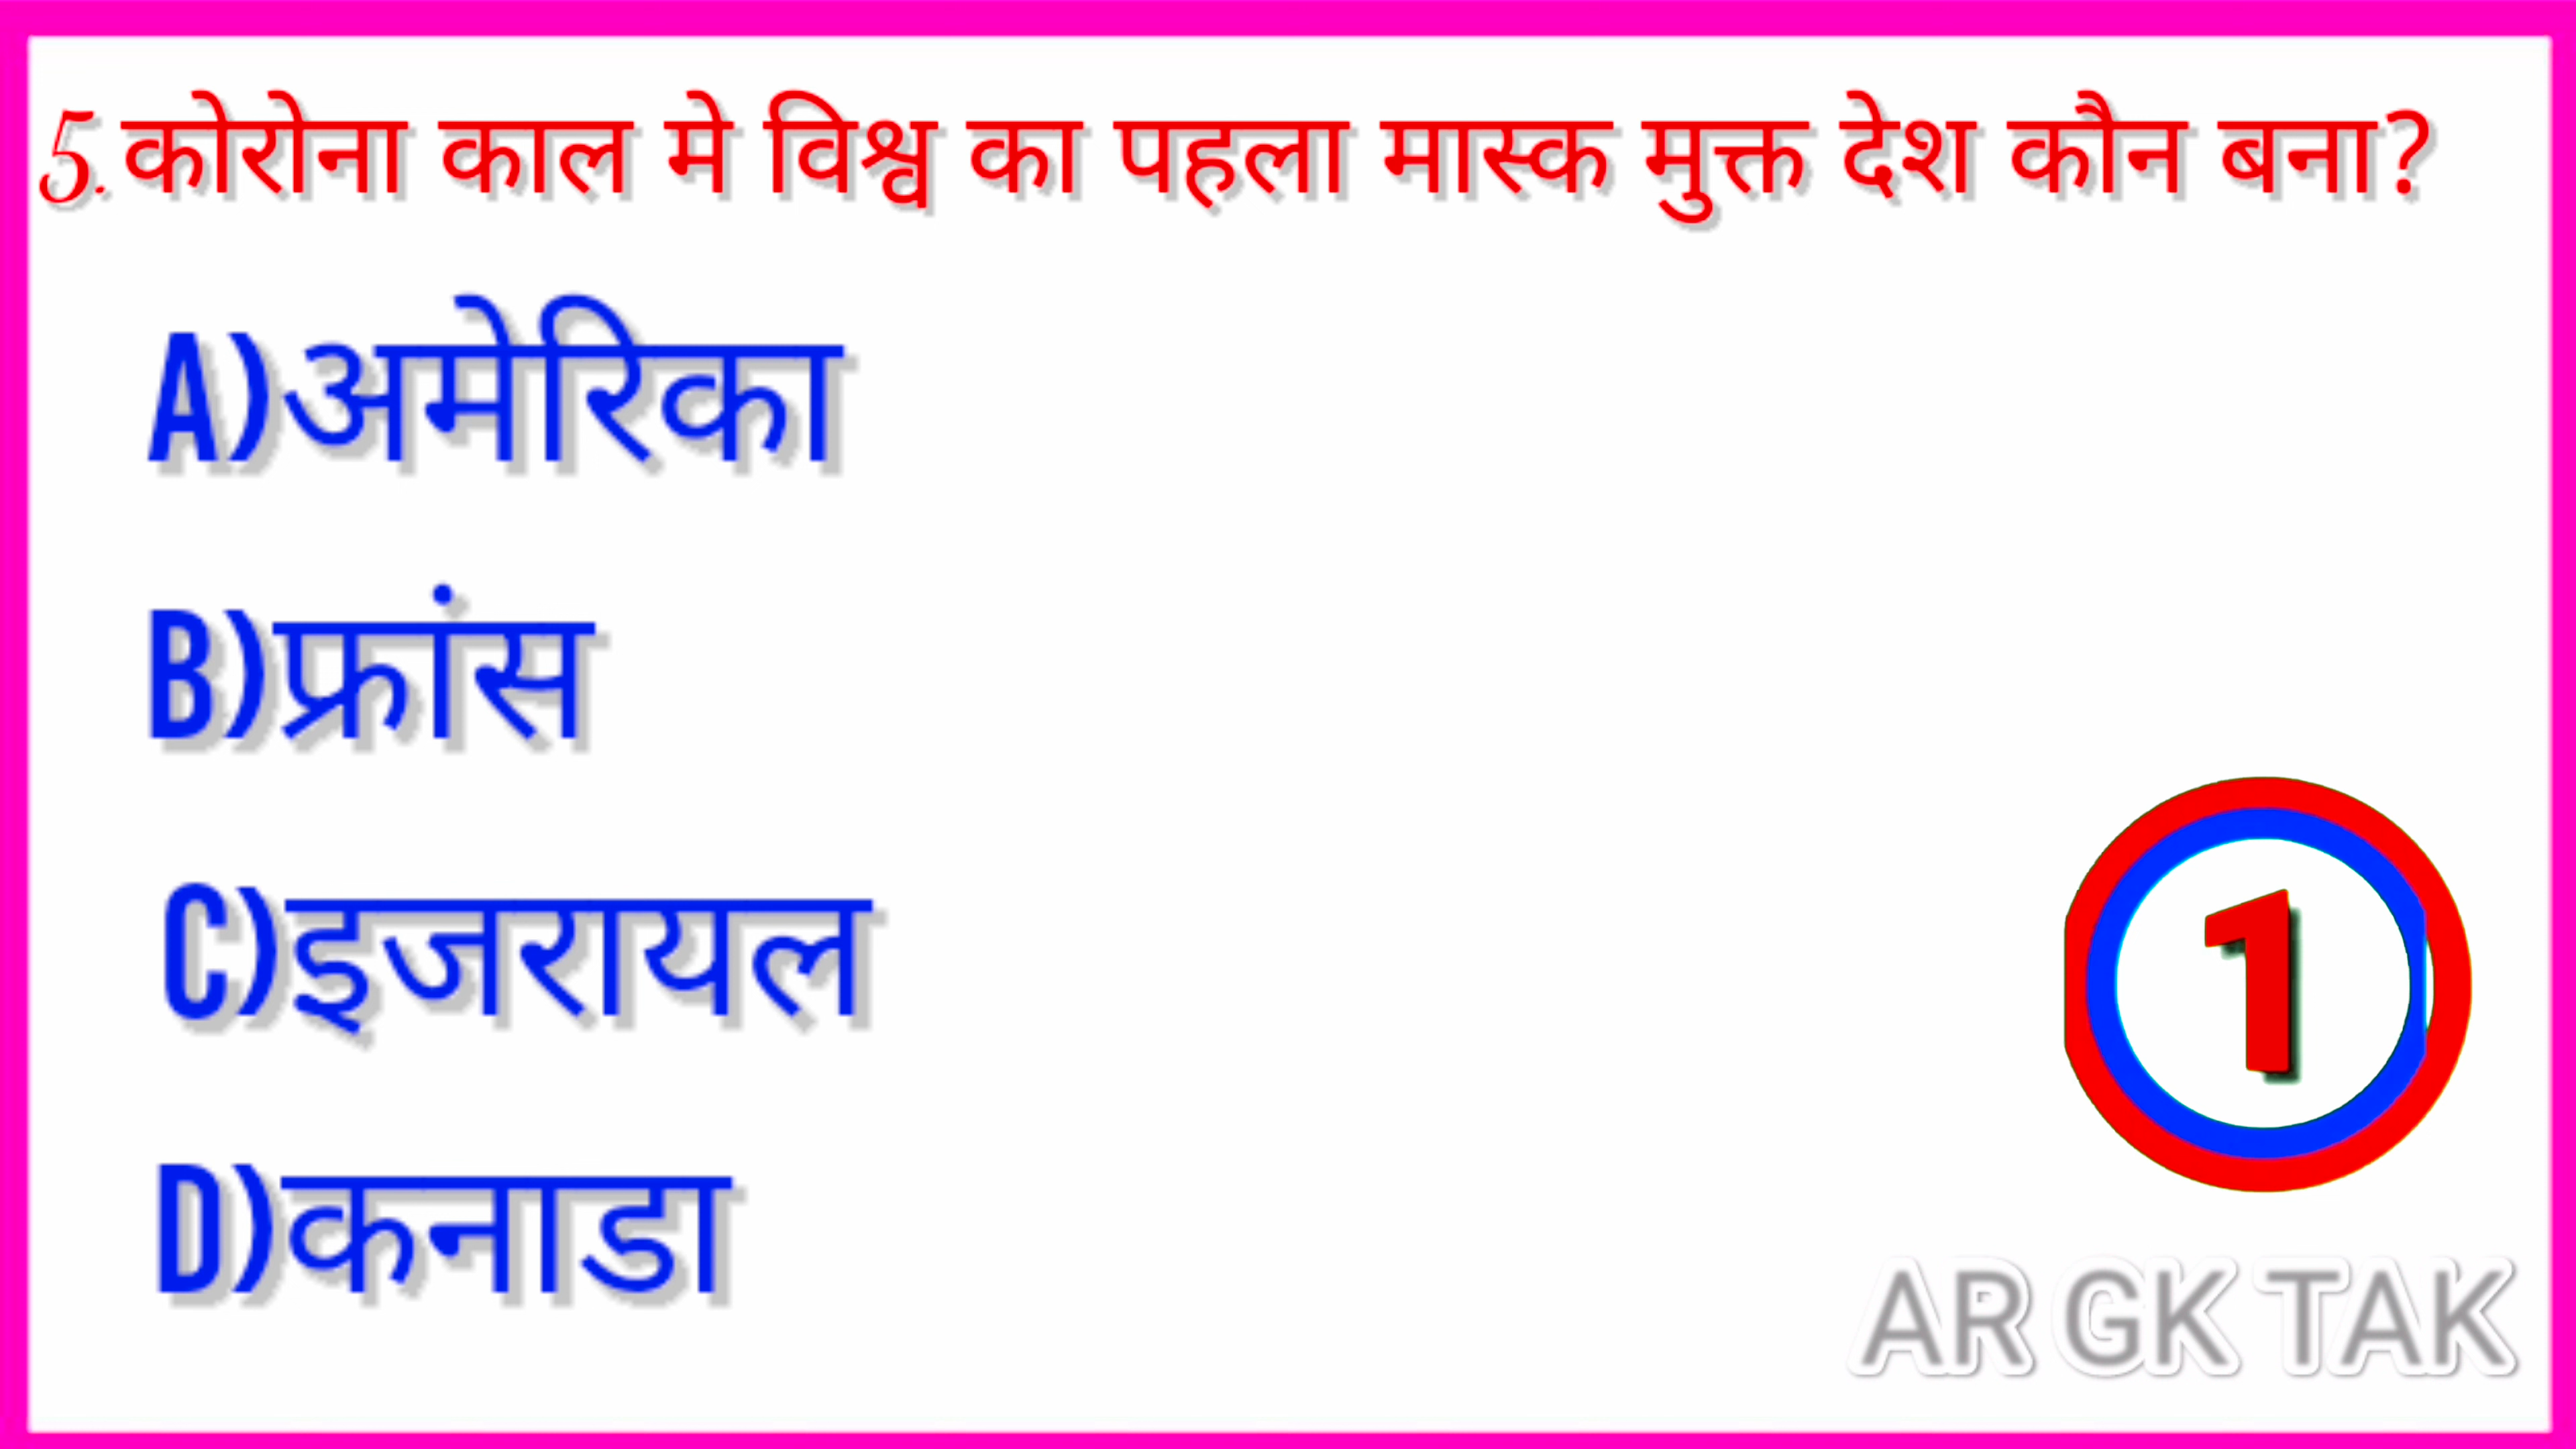 5.कोरोना काल मे विश्व का पहला मास्क मुक्त देश कौन बना?
A)अमेरिका
B)फ्रांस
C)इजरायल
D)कनाडा
1
AR GK TAK